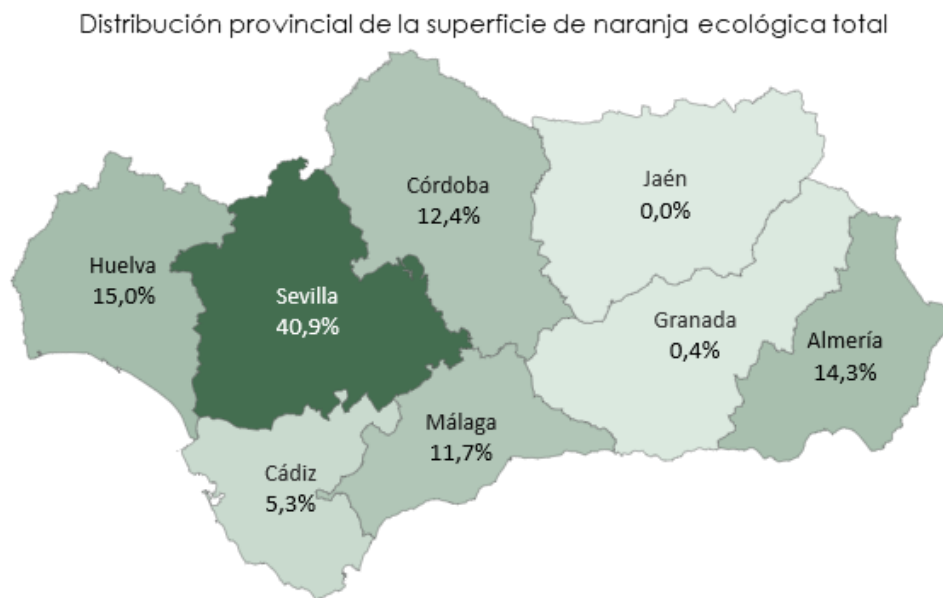 Distribución provincial de la superficie de naranja ecológica total
Córdoba
12,4%
Jaén
0,0%
Huelva
15,0%
Sevilla
40,9%
Granada
0,4%
Almería
14,3%
Málaga
11,7%
Cádiz
5,3%